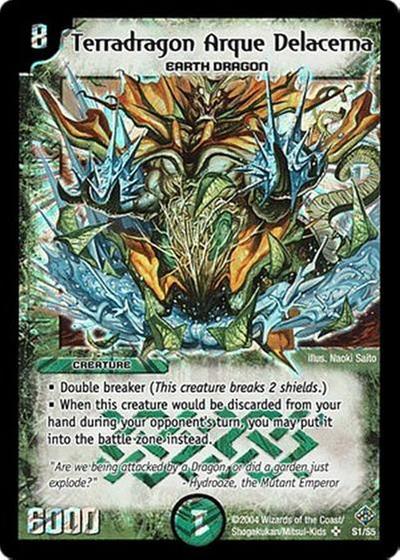 8
Terradragon Arque Delacerna
EARTH DRAGON
illus. Naoki Saito
CREATURE
▪ Double breaker (This creature breaks 2 shields.)
▪ When this creature would be discarded from your
hand during your opponent's turn, you may put it
into the battle zone instead.
"Are we being attacked by a Dragon, or did a garden just
explode?" - Hydrooze, the Mutant Emperor
6000
1
©2004 Wizards of the Coast/
Shogakukan/Mitsui-Kids S1/S5